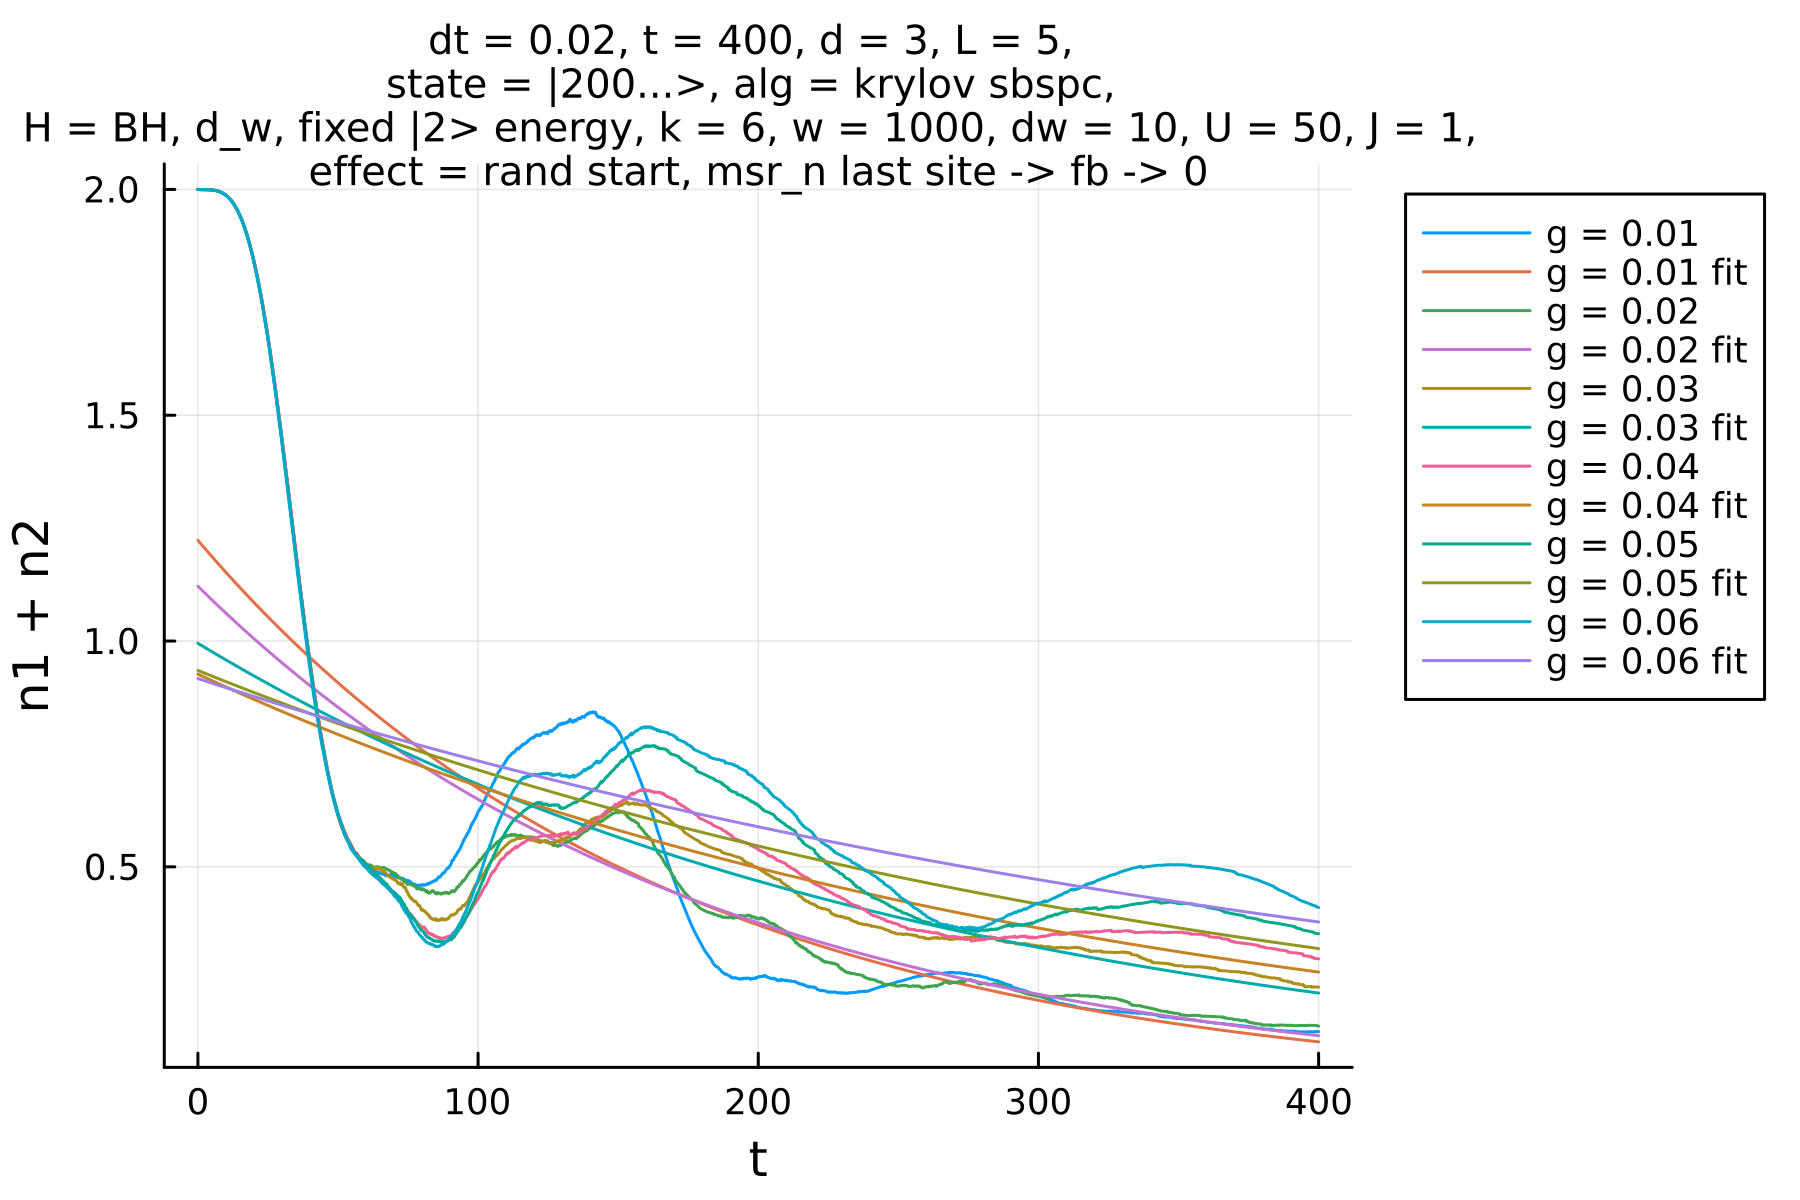 dt = 0.02, t = 400, d = 3, L = 5,
state = |200...>, alg = krylov sbspc,
H = BH, d_w, fixed |2> energy, k = 6, w = 1000, dw = 10, U = 50, J = 1,
effect = rand start, msr_n last site -> fb -> 0
2.0
1.5
1.0
0.5
n1 + n2
0
100
200
300
400
t
g = 0.01
g = 0.01 fit
g = 0.02
g = 0.02 fit
g = 0.03
g = 0.03 fit
g = 0.04
g = 0.04 fit
g = 0.05
g = 0.05 fit
g = 0.06
g = 0.06 fit